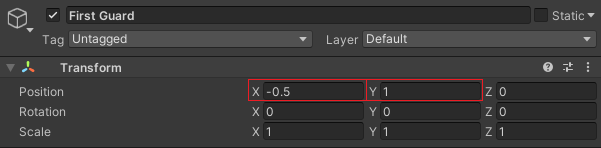 First Guard Static
Tag Untagged Layer Default
Transform
Position X -0.5 Y 1 Z 0
Rotation X 0 Y 0 Z 0
Scale X 1 Y 1 Z 1